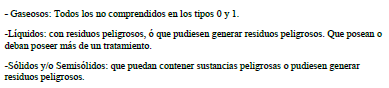 - Gaseosos: Todos los no comprendidos en los tipos 0 y 1.
-Líquidos: con residuos peligrosos, ó que pudiesen generar residuos peligrosos. Que posean o
deban poseer más de un tratamiento.
-Sólidos y/o Semisólidos: que puedan contener sustancias peligrosas o pudiesen generar
residuos peligrosos.